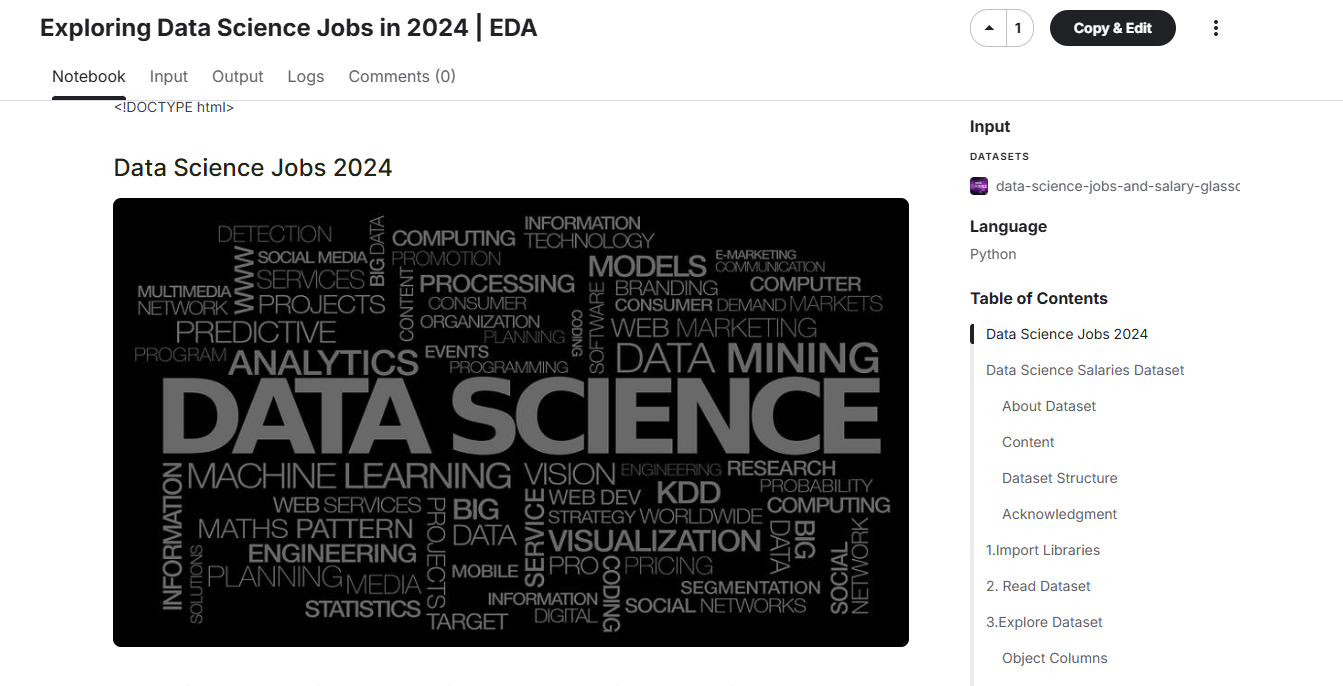 Exploring Data Science Jobs in 2024 | EDA
1
Copy & Edit
Notebook
Input
Output
Logs
Comments (0)
<!DOCTYPE html>
Data Science Jobs 2024
DETECTION
WWW
SOCIAL MEDIA
BIG DATA
COMPUTING
INFORMATION
TECHNOLOGY
PROMOTION
SERVICES
MODELS
E-MARKETING
COMMUNICATION
MULTIMEDIA
NETWORK
PROJECTS
CONTENT
PROCESSING
BRANDING
COMPUTER
CONSUMER
CONSUMER DEMAND MARKETS
PREDICTIVE
ORGANIZATION
PLANNING
CODING
SOFTWARE
WEB MARKETING
PROGRAM
ANALYTICS
EVENTS
PROGRAMMING
DATA MINING
DATA SCIENCE
INFORMATION
MACHINE LEARNING
VISION
ENGINEERING
RESEARCH
PROBABILITY
WEB SERVICES
PROJECTS
BIG
DATA
SERVICE
WEB DEV
KDD
COMPUTING
STRATEGY WORLDWIDE
MATHS PATTERN
VISUALIZATION
DATA
BIG
ENGINEERING
SOLUTIONS
PLANNING
MEDIA
MOBILE
PRO
CODING
PRICING
SOCIAL
NETWORK
SEGMENTATION
STATISTICS
INFORMATION
DIGITAL
SOCIAL NETWORKS
TARGET
Input
DATASETS
data-science-jobs-and-salary-glassd
Language
Python
Table of Contents
Data Science Jobs 2024
Data Science Salaries Dataset
About Dataset
Content
Dataset Structure
Acknowledgment
1.Import Libraries
2. Read Dataset
3.Explore Dataset
Object Columns